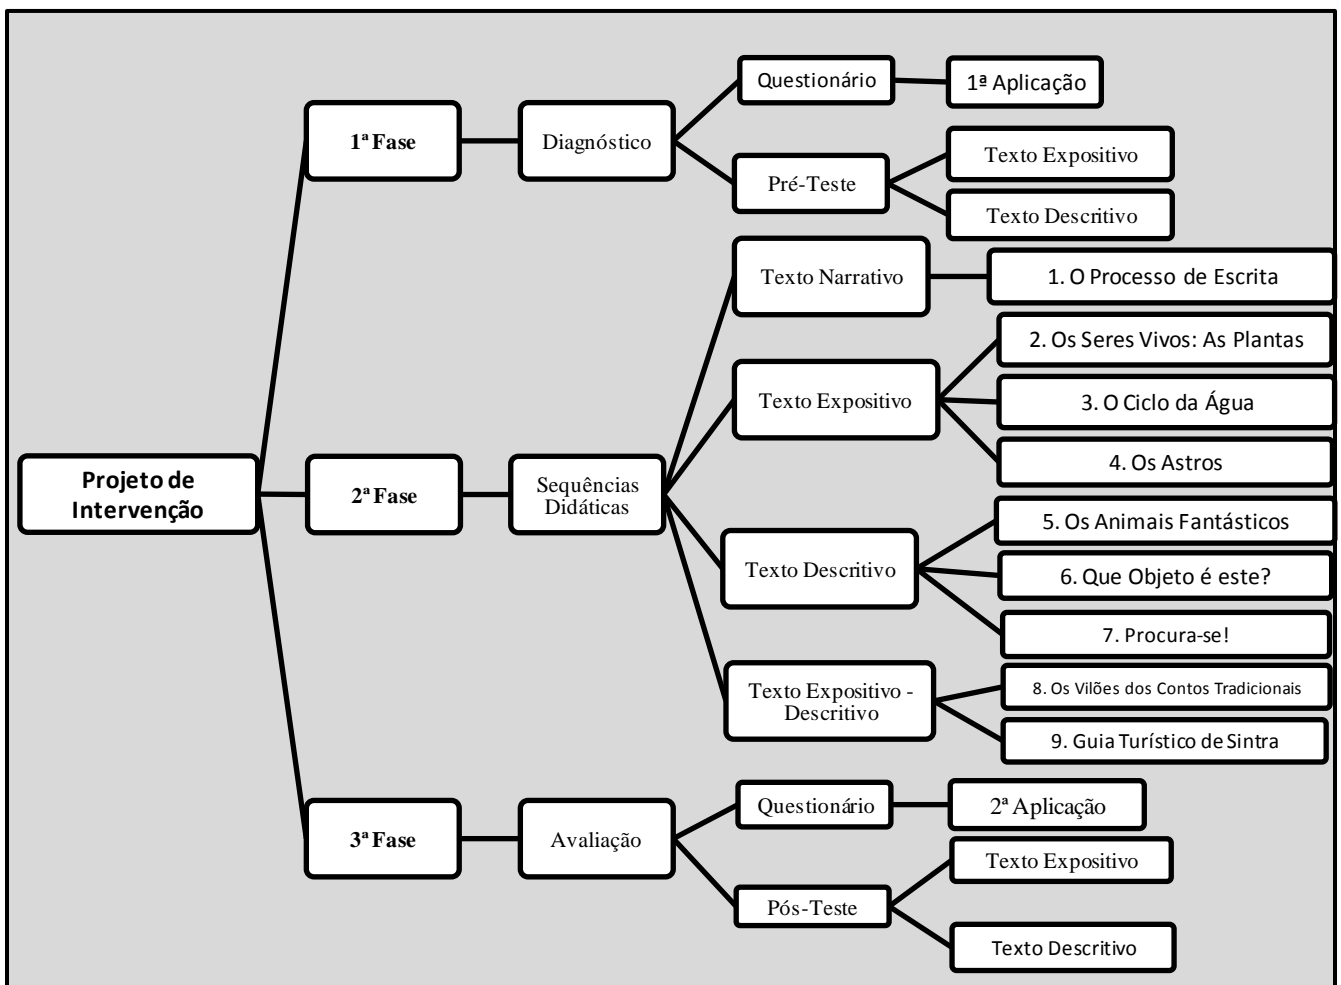 Projeto de
Intervenção
1ª Fase
Diagnóstico
Questionário
1ª Aplicação
Pré-Teste
Texto Expositivo
Texto Descritivo
2ª Fase
Sequências
Didáticas
Texto Narrativo
1. O Processo de Escrita
Texto Expositivo
2. Os Seres Vivos: As Plantas
3. O Ciclo da Água
4. Os Astros
Texto Descritivo
5. Os Animais Fantásticos
6. Que Objeto é este?
7. Procura-se!
Texto Expositivo -
Descritivo
8. Os Vilões dos Contos Tradicionais
9. Guia Turístico de Sintra
3ª Fase
Avaliação
Questionário
2ª Aplicação
Pós-Teste
Texto Expositivo
Texto Descritivo